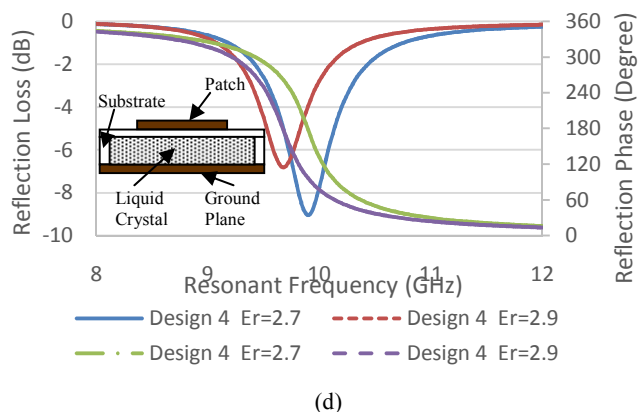 Reflection Loss (dB)
0
-2
-4
-6
-8
-10
360
300
240
180
120
60
0
Reflection Phase (Degree)
Substrate
Patch
Liquid
Crystal
Ground
Plane
8
9
10
11
12
Resonant Frequency (GHz)
Design 4 Er=2.7
Design 4 Er=2.9
Design 4 Er=2.7
Design 4 Er=2.9
(d)